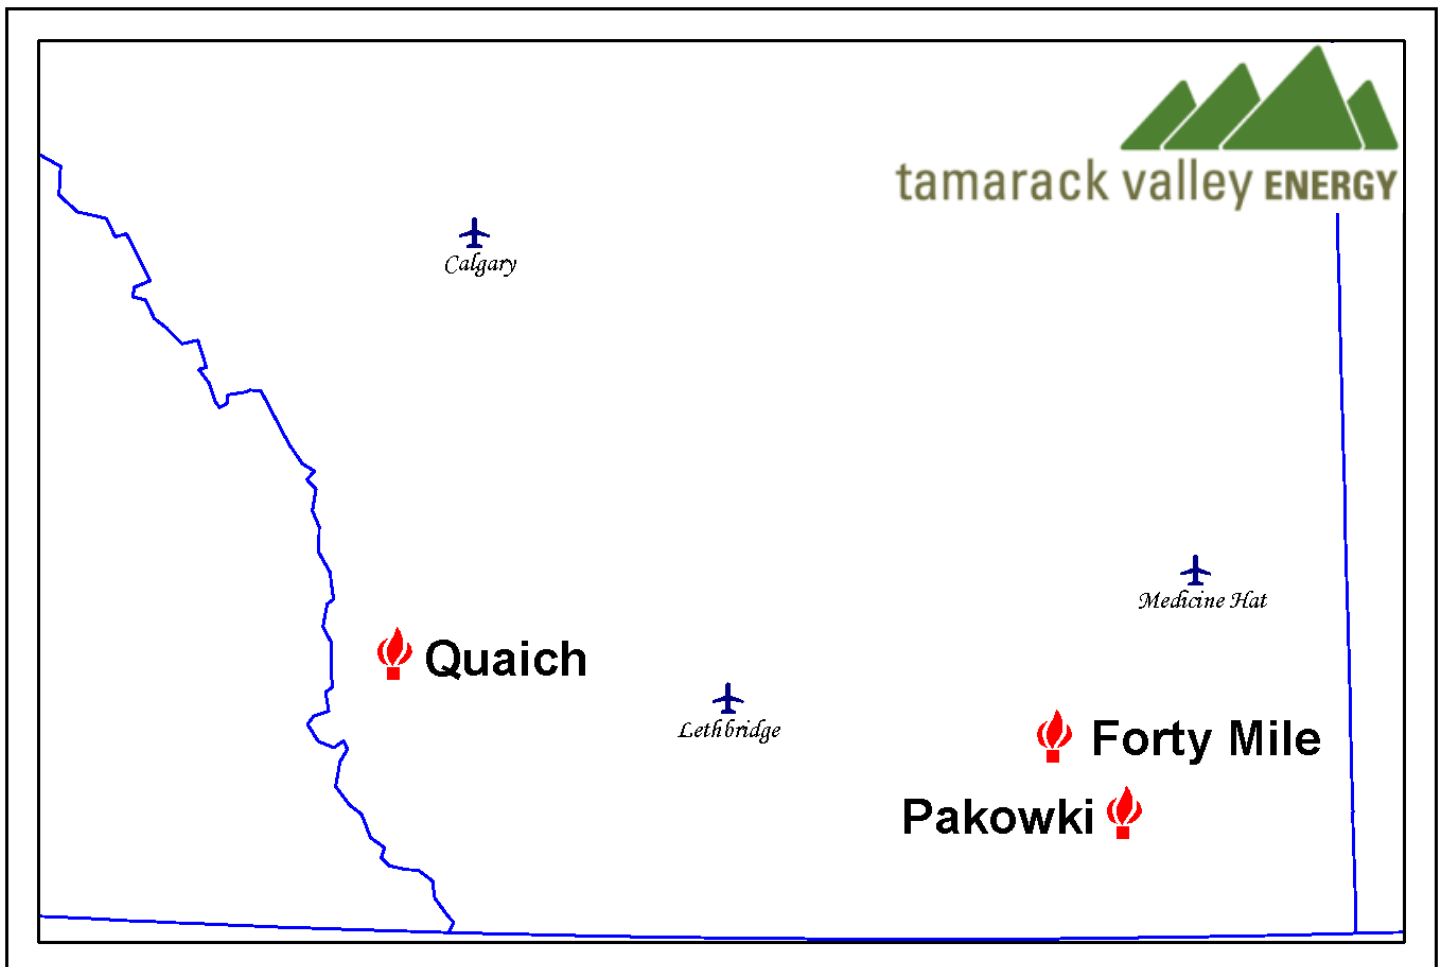 tamarack valley ENERGY
Calgary
Medicine Hat
Quaich
Lethbridge
Forty Mile
Pakowki